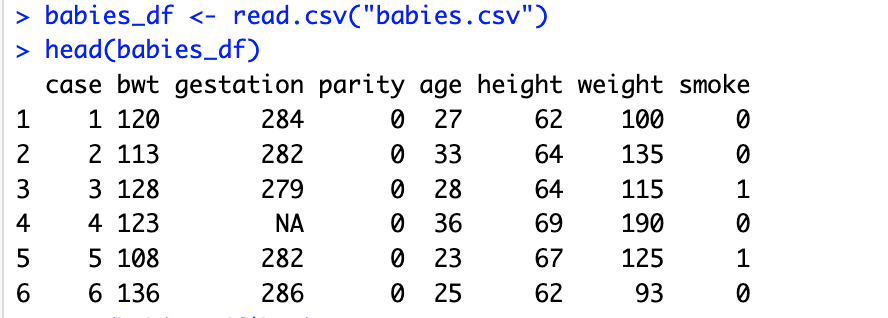 > babies_df <- read.csv("babies.csv")
> head(babies_df)
  case bwt gestation parity age height weight smoke
1    1 120       284      0  27     62    100     0
2    2 113       282      0  33     64    135     0
3    3 128       279      0  28     64    115     1
4    4 123        NA      0  36     69    190     0
5    5 108       282      0  23     67    125     1
6    6 136       286      0  25     62     93     0